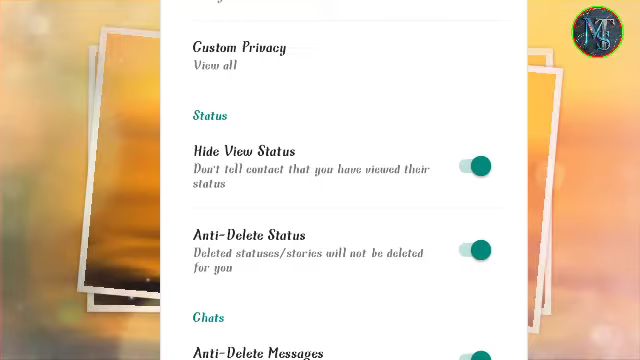 Custom Privacy
View all
Status
Hide View Status
Don't tell contact that you have viewed their
status
Anti-Delete Status
Deleted statuses/stories will not be deleted
for you
Chats
Anti-Delete Messages